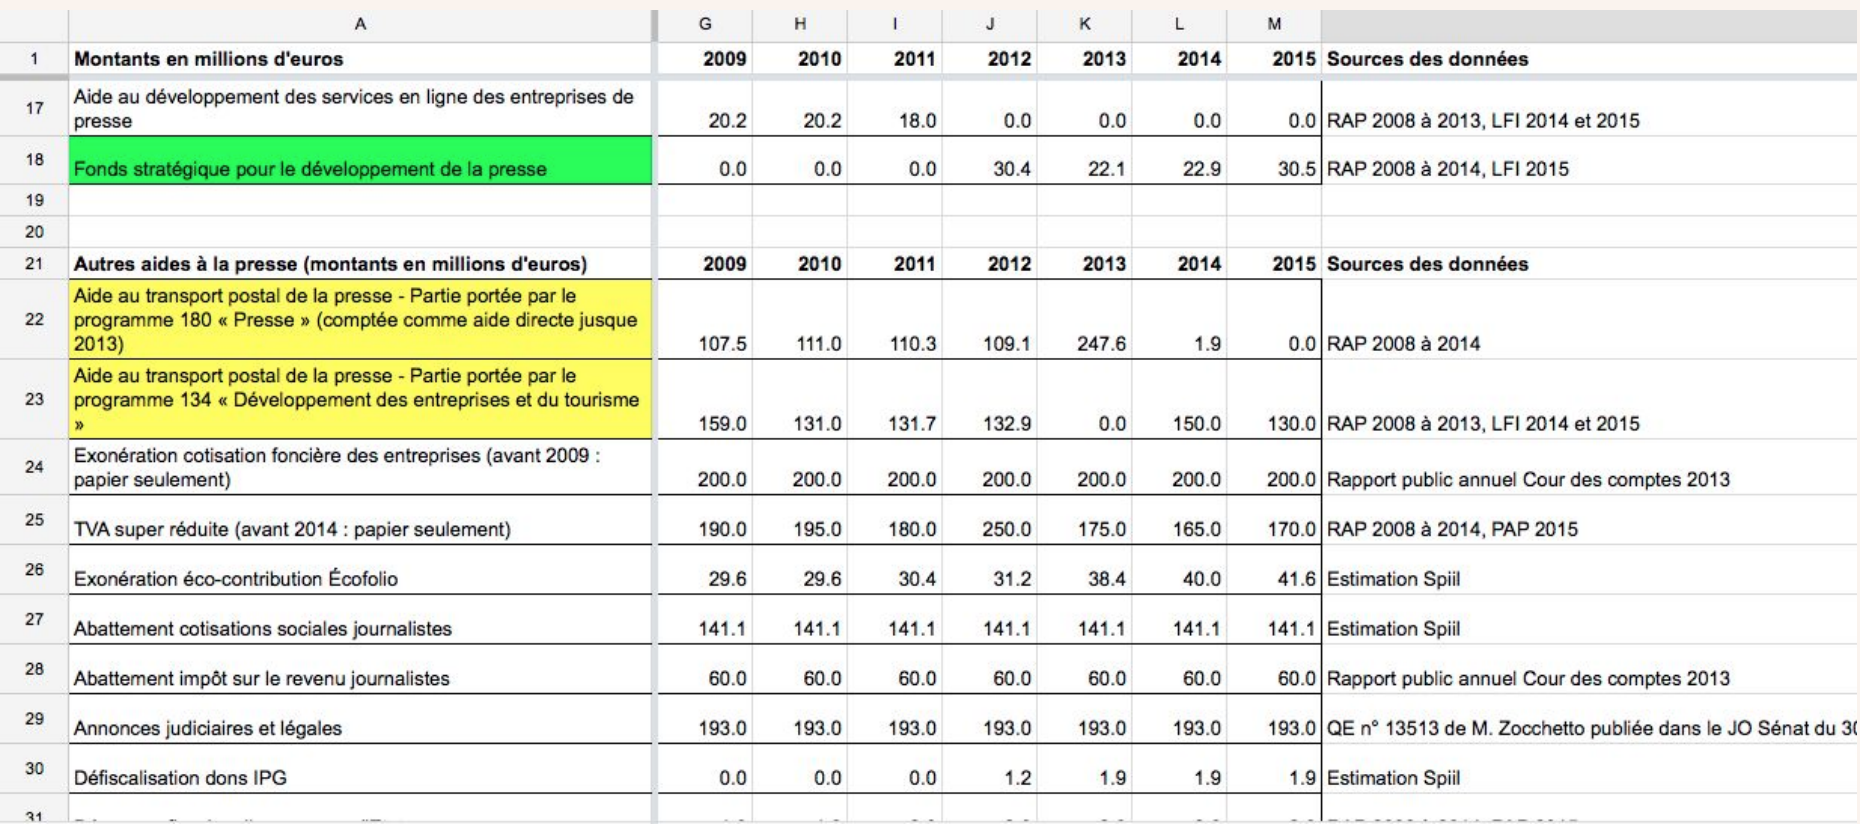 A G H I J K L M
1 Montants en millions d'euros 2009 2010 2011 2012 2013 2014 2015 Sources des données
17 Aide au développement des services en ligne des entreprises de
presse 20.2 20.2 18.0 0.0 0.0 0.0 0.0 RAP 2008 à 2013, LFI 2014 et 2015
18 Fonds stratégique pour le développement de la presse 0.0 0.0 0.0 30.4 22.1 22.9 30.5 RAP 2008 à 2014, LFI 2015
19
20
21 Autres aides à la presse (montants en millions d'euros) 2009 2010 2011 2012 2013 2014 2015 Sources des données
Aide au transport postal de la presse - Partie portée par le
22 programme 180 « Presse » (comptée comme aide directe jusque
2013) 107.5 111.0 110.3 109.1 247.6 1.9 0.0 RAP 2008 à 2014
Aide au transport postal de la presse - Partie portée par le
23 programme 134 « Développement des entreprises et du tourisme
» 159.0 131.0 131.7 132.9 0.0 150.0 130.0 RAP 2008 à 2013, LFI 2014 et 2015
24 Exonération cotisation foncière des entreprises (avant 2009 :
papier seulement) 200.0 200.0 200.0 200.0 200.0 200.0 200.0 Rapport public annuel Cour des comptes 2013
25 TVA super réduite (avant 2014 : papier seulement) 190.0 195.0 180.0 250.0 175.0 165.0 170.0 RAP 2008 à 2014, PAP 2015
26 Exonération éco-contribution Écofolio 29.6 29.6 30.4 31.2 38.4 40.0 41.6 Estimation Spiil
27 Abattement cotisations sociales journalistes 141.1 141.1 141.1 141.1 141.1 141.1 141.1 Estimation Spiil
28 Abattement impôt sur le revenu journalistes 60.0 60.0 60.0 60.0 60.0 60.0 60.0 Rapport public annuel Cour des comptes 2013
29 Annonces judiciaires et légales 193.0 193.0 193.0 193.0 193.0 193.0 193.0 QE n° 13513 de M. Zocchetto publiée dans le JO Sénat du 30
30 Défiscalisation dons IPG 0.0 0.0 0.0 1.2 1.9 1.9 1.9 Estimation Spiil
31